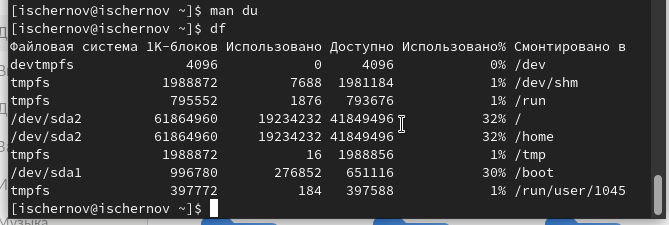 [ischernov@ischernov ~]$ man du
[ischernov@ischernov ~]$ df
Файловая система 1K-блоков Использовано Доступно Использовано% Cмонтировано в
devtmpfs 4096 0 4096 0% /dev
tmpfs 1988872 7688 1981184 1% /dev/shm
tmpfs 795552 1876 793676 1% /run
/dev/sda2 61864960 19234232 41849496 32% /
/dev/sda2 61864960 19234232 41849496 32% /home
tmpfs 1988872 16 1988856 1% /tmp
/dev/sda1 996780 276852 651116 30% /boot
tmpfs 397772 184 397588 1% /run/user/1045
[ischernov@ischernov ~]$
Музыка